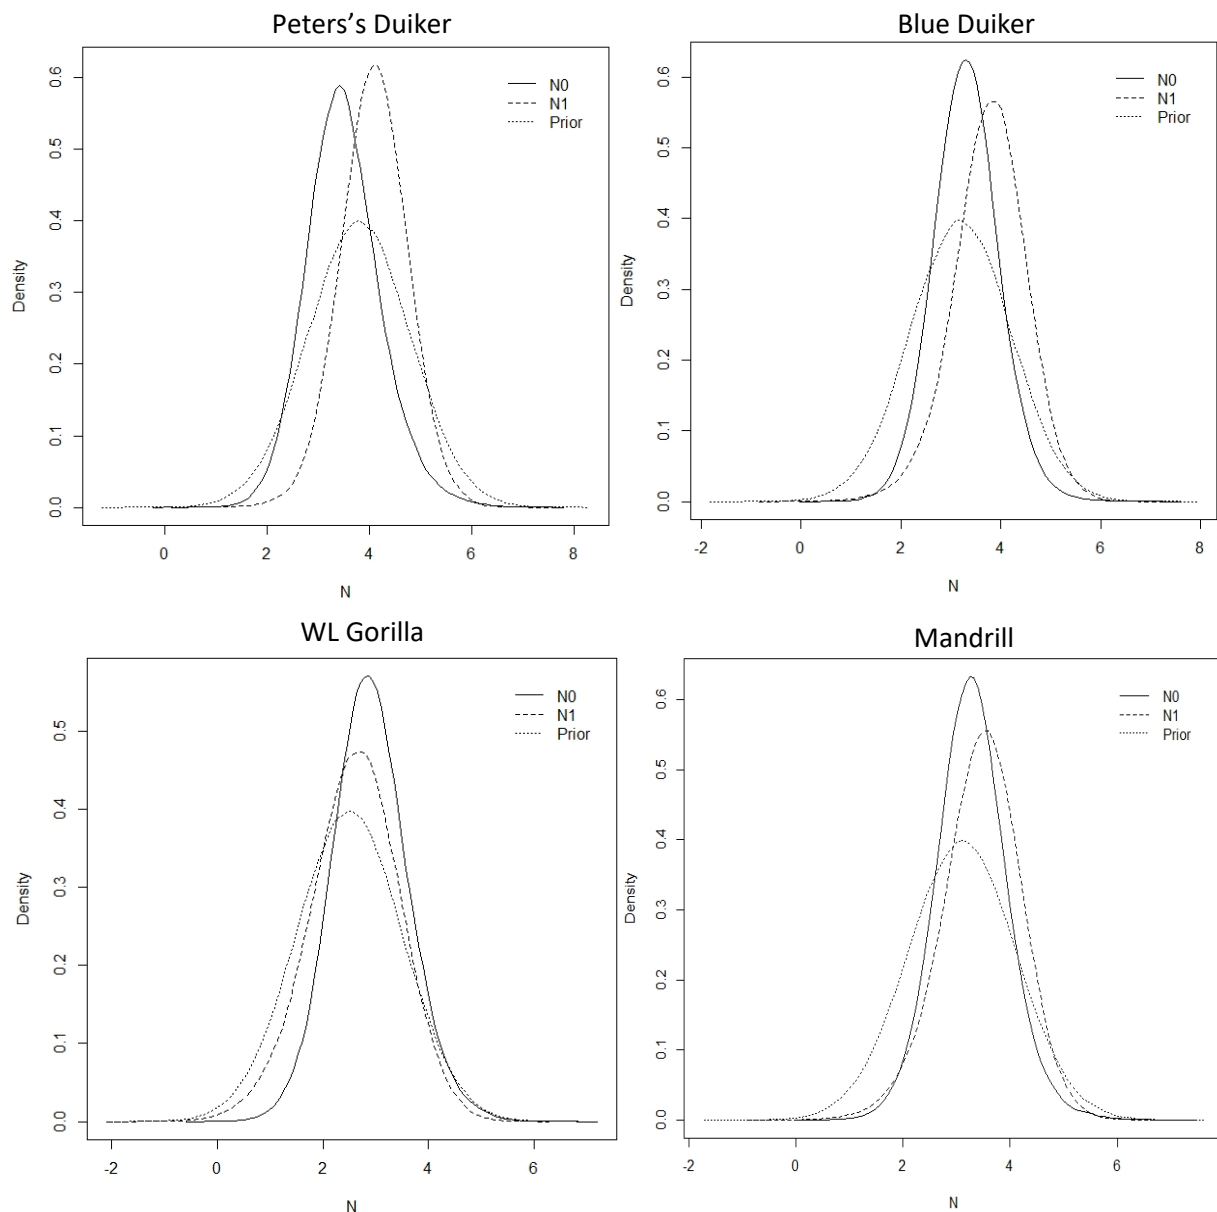 Peters's Duiker
N0
N1
Prior
Density
0.0 0.1 0.2 0.3 0.4 0.5 0.6
0 2 4 6 8
N
Blue Duiker
N0
N1
Prior
Density
0.0 0.1 0.2 0.3 0.4 0.5 0.6
-2 0 2 4 6 8
N
WL Gorilla
N0
N1
Prior
Density
0.0 0.1 0.2 0.3 0.4 0.5
-2 0 2 4 6
N
Mandrill
N0
N1
Prior
Density
0.0 0.1 0.2 0.3 0.4 0.5 0.6
-2 0 2 4 6
N